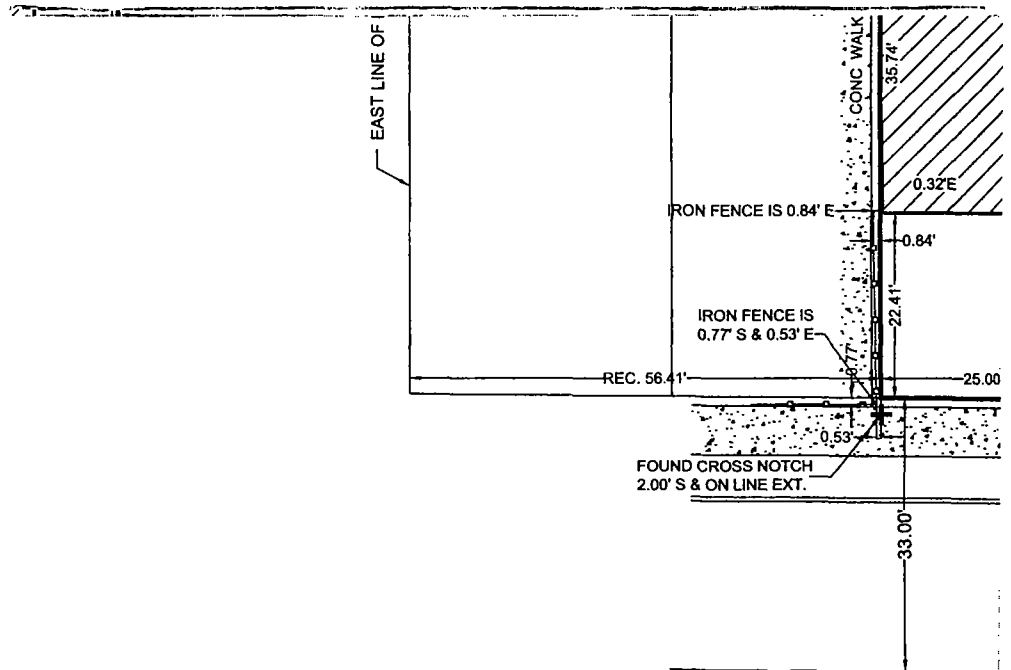 EAST LINE OF
CONC WALK
35.74'
0.32'E
IRON FENCE IS 0.84' E
0.84'
22.41'
IRON FENCE IS
0.77' S & 0.53' E
0.77'
REC. 56.41'
25.00
0.53'
FOUND CROSS NOTCH
2.00' S & ON LINE EXT.
33.00'